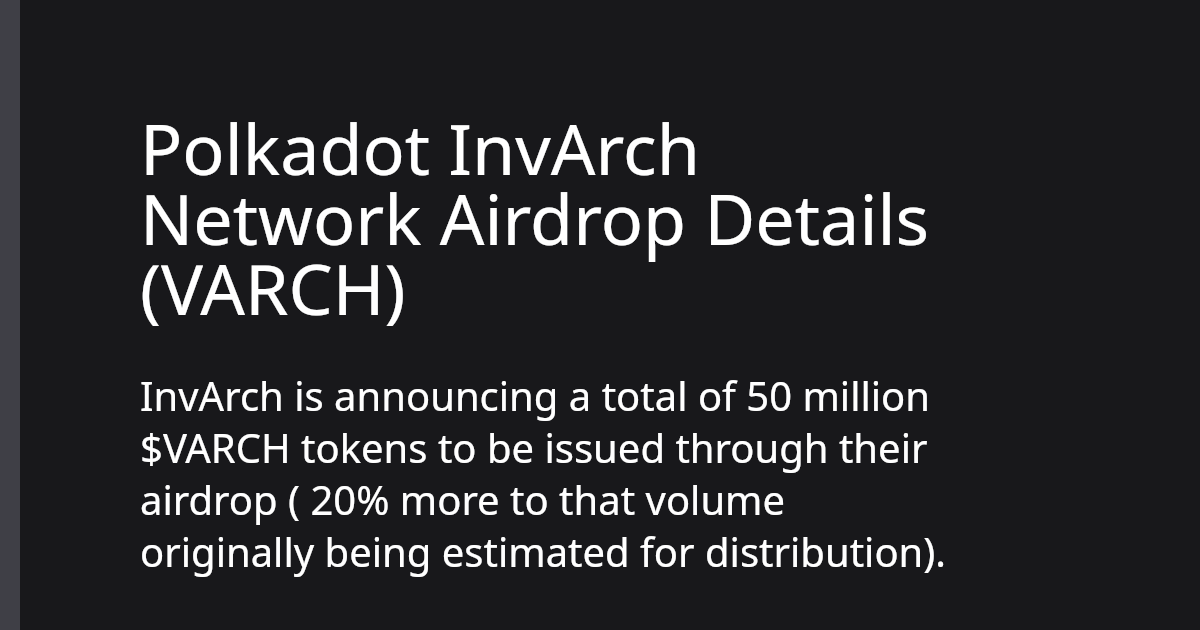 Polkadot InvArch
Network Airdrop Details
(VARCH)
InvArch is announcing a total of 50 million
$VARCH tokens to be issued through their
airdrop ( 20% more to that volume
originally being estimated for distribution).